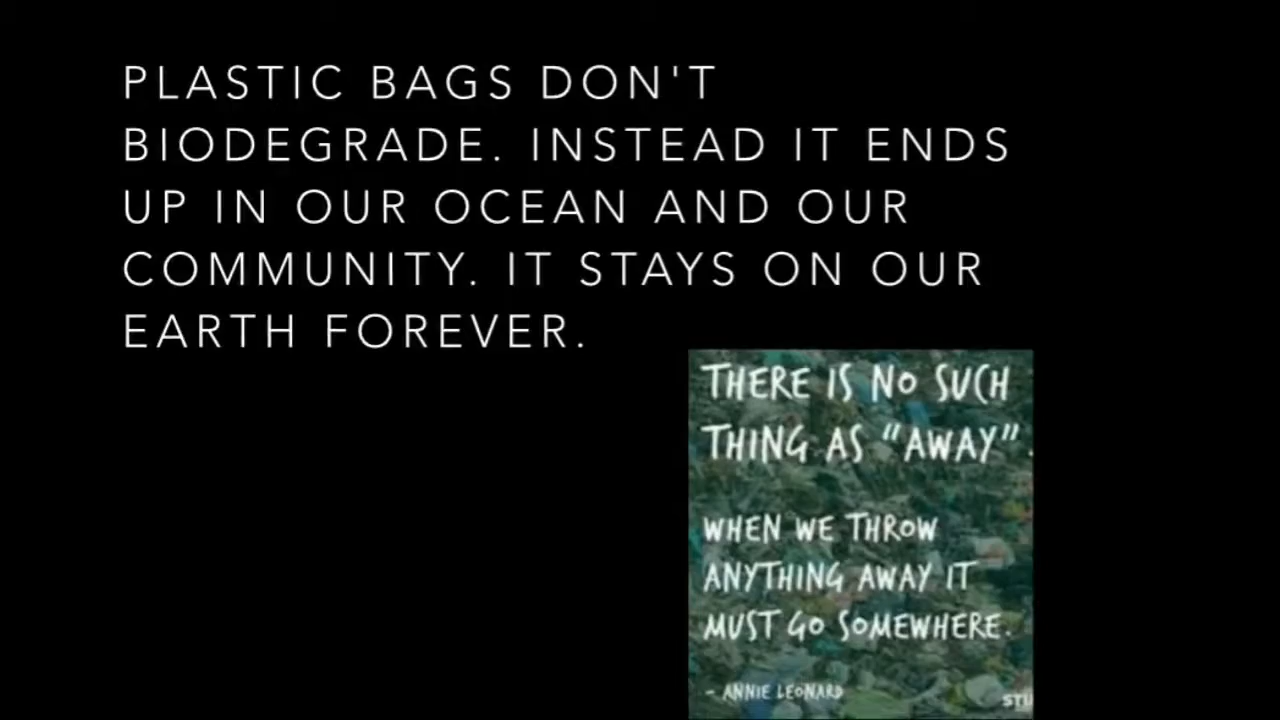 PLASTIC BAGS DON'T
BIODEGRADE. INSTEAD IT ENDS
UP IN OUR OCEAN AND OUR
COMMUNITY. IT STAYS ON OUR
EARTH FOREVER.
THERE IS NO SUCH
THING AS "AWAY".
WHEN WE THROW
ANYTHING AWAY IT
MUST GO SOMEWHERE.
- ANNIE LEONARD